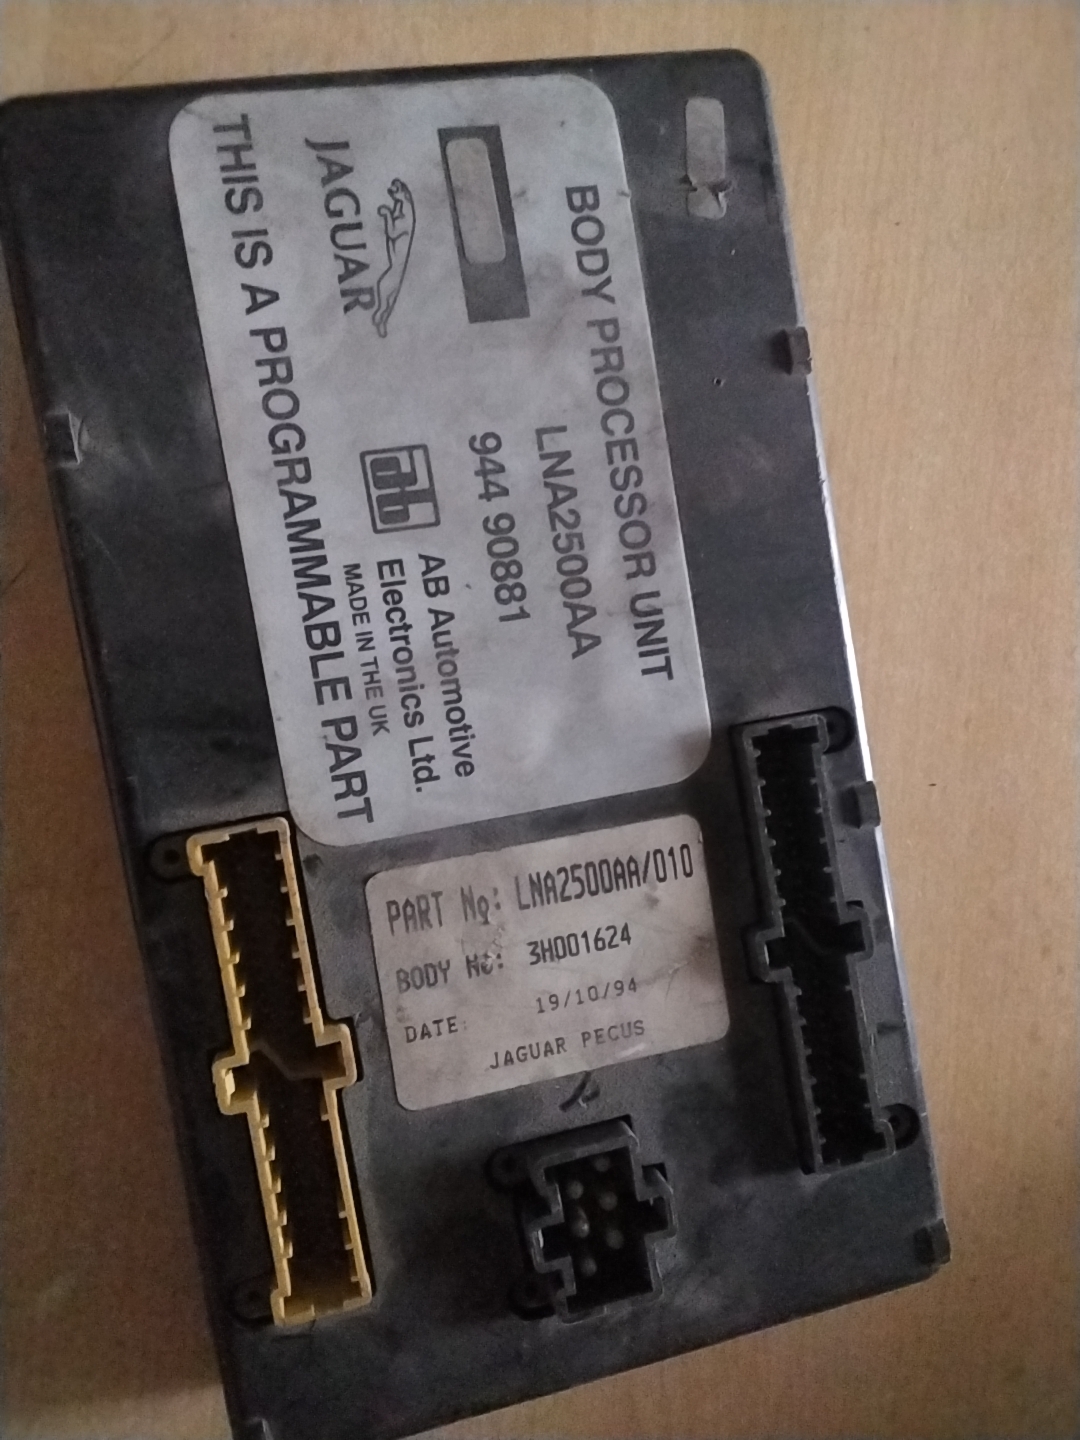 BODY PROCESSOR UNIT
LNA2500AA
944 90881
JAGUAR
ab
AB Automotive
Electronics Ltd.
MADE IN THE UK
THIS IS A PROGRAMMABLE PART
PART No: LNA2500AA/010
BODY No: 3H001624
DATE: 19/10/94
JAGUAR PECUS